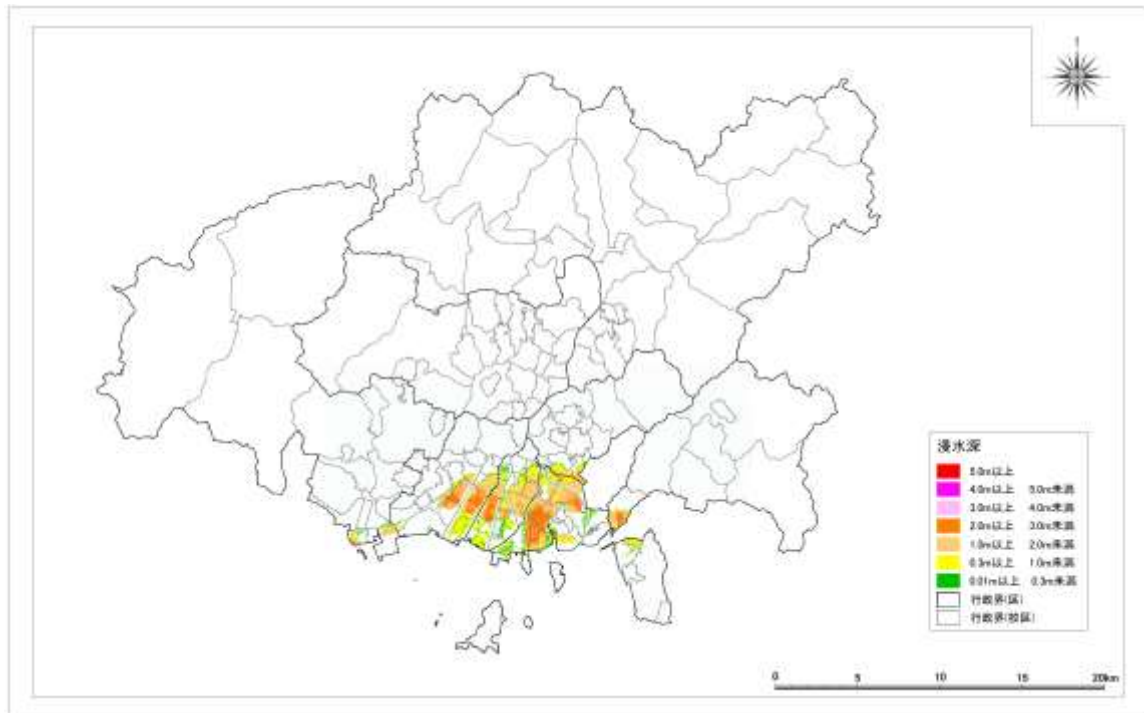 浸水深
5.0m以上
4.0m以上 5.0m未満
3.0m以上 4.0m未満
2.0m以上 3.0m未満
1.0m以上 2.0m未満
0.3m以上 1.0m未満
0.01m以上 0.3m未満
行政界(区)
行政界(校区)
0 5 10 15 20km